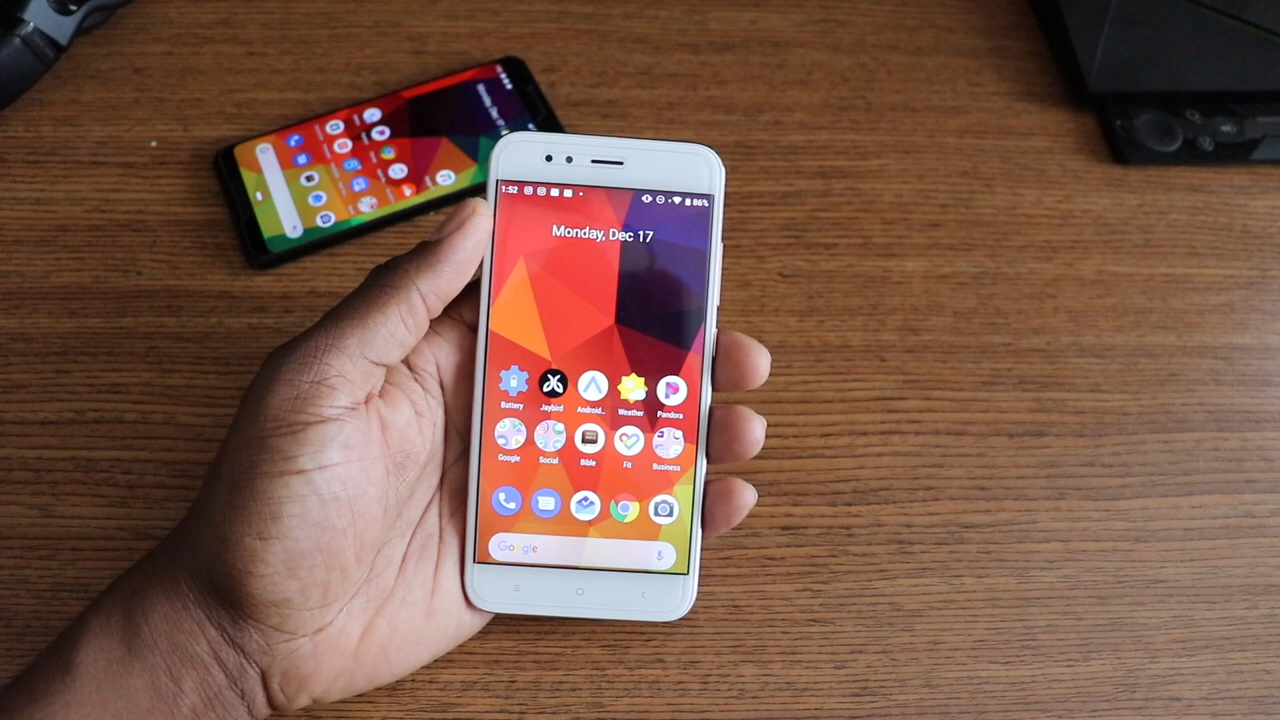 1:52
86%
Monday, Dec 17
Battery Jaybird Android.. Weather Pandora
Google Social Bible Fit Business
Google